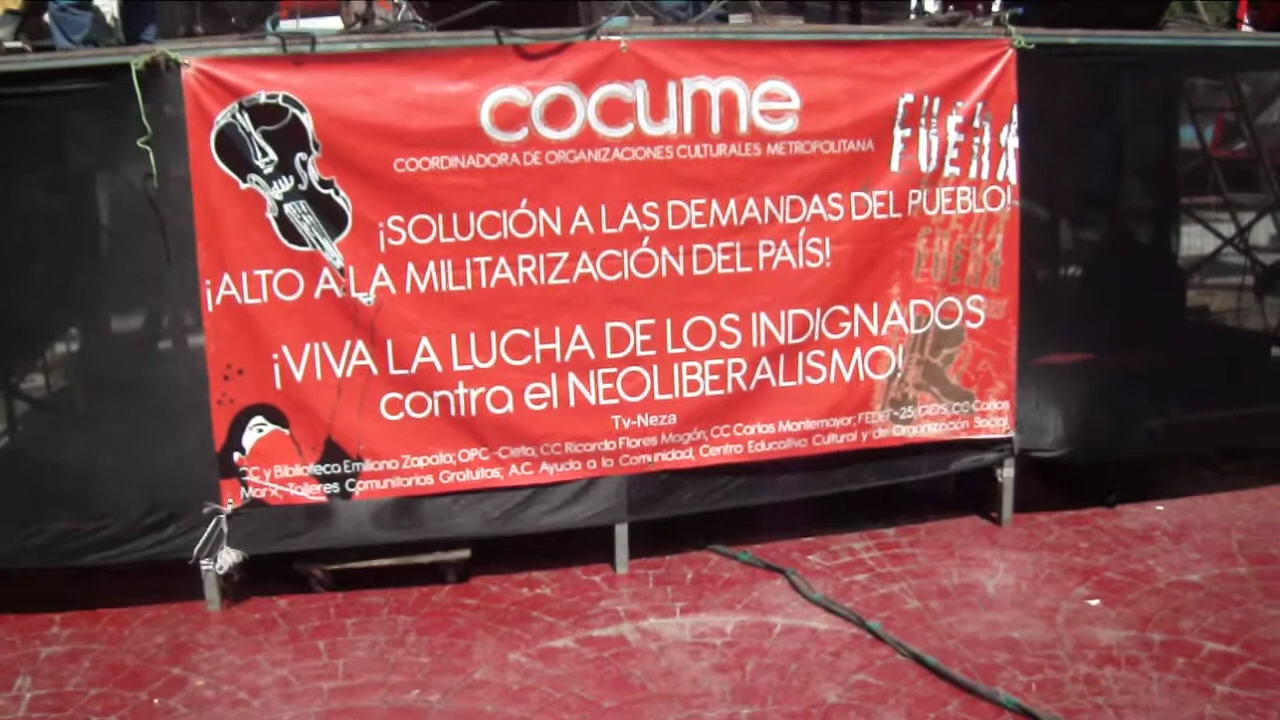 cocume
COORDINADORA DE ORGANIZACIONES CULTURALES METROPOLITANA
FUERA
¡SOLUCIÓN A LAS DEMANDAS DEL PUEBLO!
FUERA
¡ALTO A LA MILITARIZACIÓN DEL PAÍS!
¡VIVA LA LUCHA DE LOS INDIGNADOS
contra el NEOLIBERALISMO!
Tv-Neza
CC y Biblioteca Emiliano Zapata; OPC -Cleta, CC Ricardo Flores Magón; CC Carlos Montemayor; FEDET-25; CC Carlos
Marx; Talleres Comunitarios Gratuitos; A.C. Ayuda a la Comunidad, Centro Educativo Cultural y de Organización Social